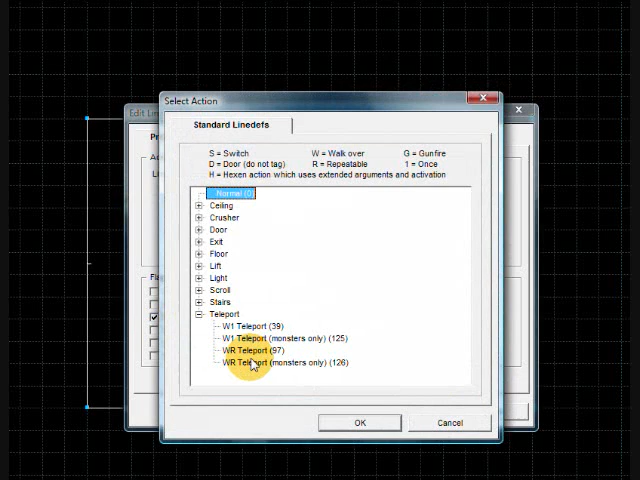 Select Action
Edit Lin
Standard Linedefs
S = Switch W = Walk over G = Gunfire
D = Door (do not tag) R = Repeatable 1 = Once
H = Hexen action which uses extended arguments and activation
Normal (0)
Ceiling
Crusher
Door
Exit
Floor
Lift
Light
Scroll
Stairs
Teleport
W1 Teleport (39)
W1 Teleport (monsters only) (125)
WR Teleport (97)
WR Teleport (monsters only) (126)
OK Cancel